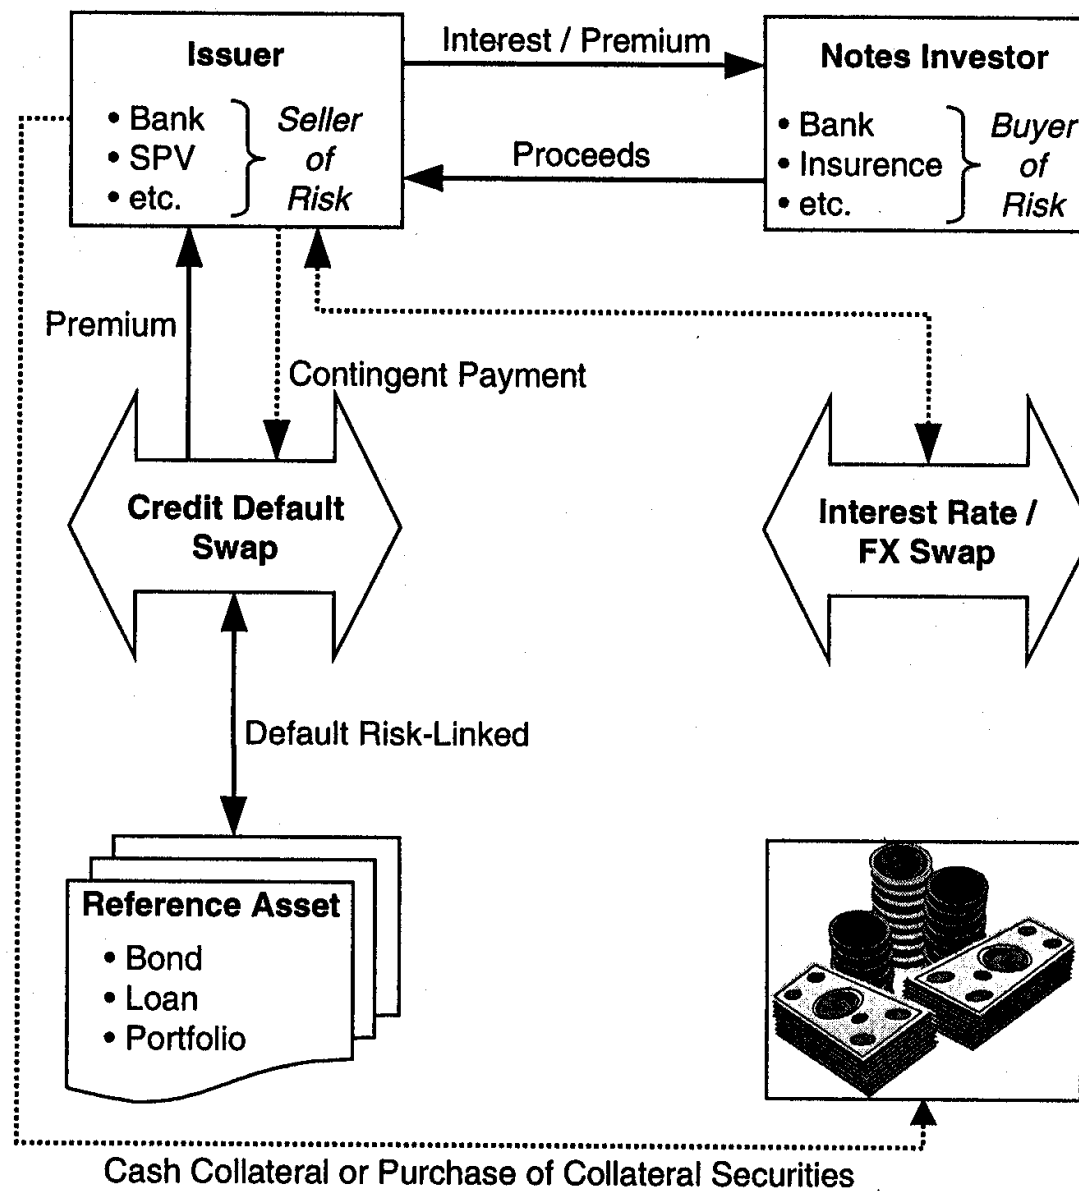 Issuer
• Bank
• SPV
• etc.
Seller
of
Risk
Interest / Premium
Proceeds
Notes Investor
• Bank
• Insurence
• etc.
Buyer
of
Risk
Premium
Contingent Payment
Credit Default
Swap
Interest Rate /
FX Swap
Default Risk-Linked
Reference Asset
• Bond
• Loan
• Portfolio
Cash Collateral or Purchase of Collateral Securities